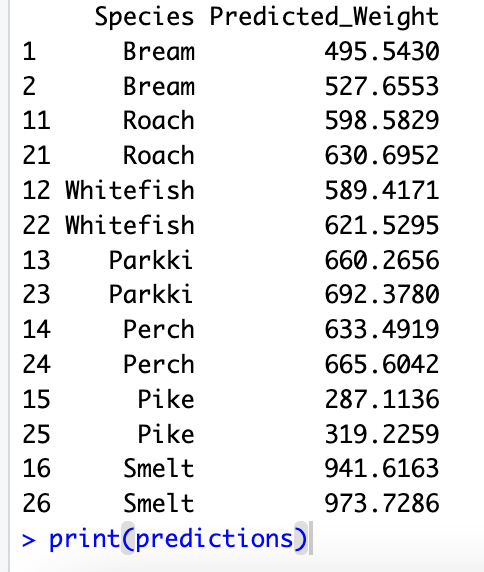 Species Predicted_Weight
1 Bream 495.5430
2 Bream 527.6553
11 Roach 598.5829
21 Roach 630.6952
12 Whitefish 589.4171
22 Whitefish 621.5295
13 Parkki 660.2656
23 Parkki 692.3780
14 Perch 633.4919
24 Perch 665.6042
15 Pike 287.1136
25 Pike 319.2259
16 Smelt 941.6163
26 Smelt 973.7286
> print(predictions)